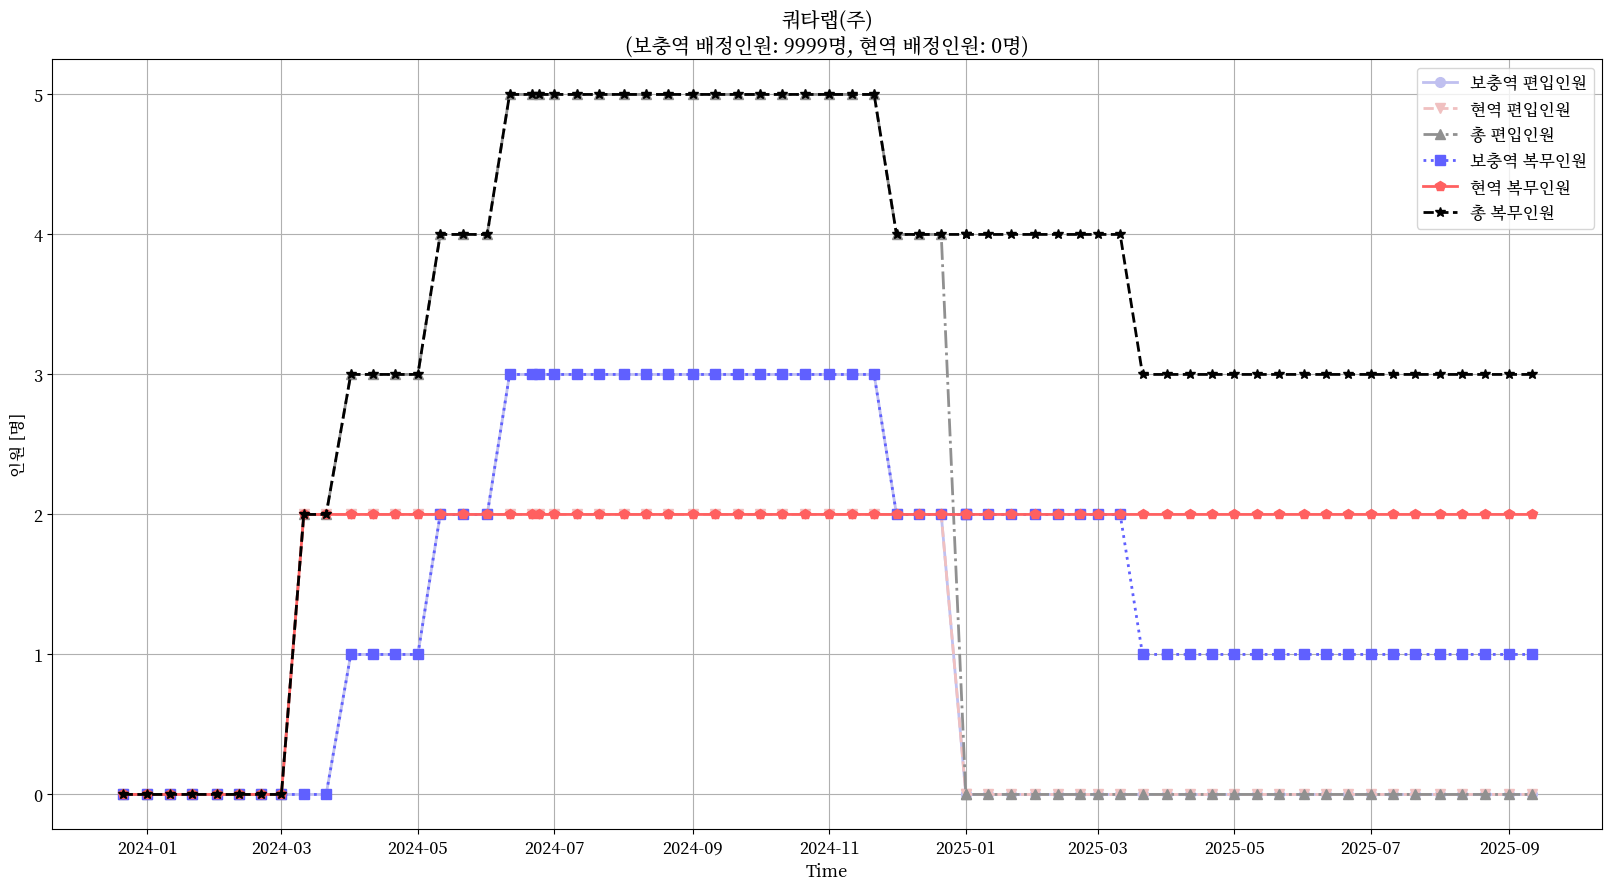 쿼타랩(주)
(보충역 배정인원: 9999명, 현역 배정인원: 0명)
보충역 편입인원
현역 편입인원
총 편입인원
보충역 복무인원
현역 복무인원
총 복무인원
인원 [명]
5
4
3
2
1
0
2024-01
2024-03
2024-05
2024-07
2024-09
2024-11
2025-01
2025-03
2025-05
2025-07
2025-09
Time